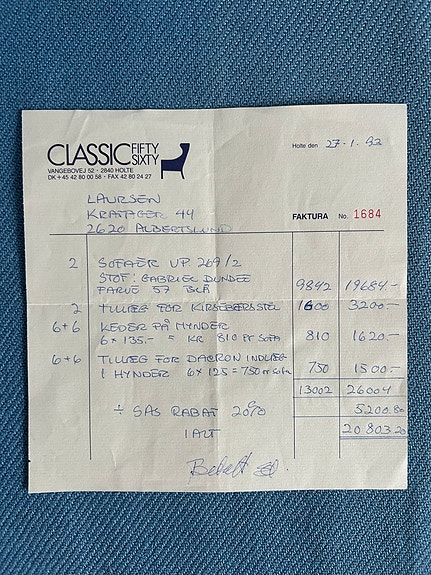 CLASSIC FIFTY SIXTY
VANGEBOVEJ 52 · 2840 HOLTE
DK + 45 42 80 00 58 · FAX 42 80 24 27
Holte den 27.1.92
LAURSEN
KRATAGER 44
2620 ALBERTSLUND
FAKTURA No. 1684
2 SOFAER VP 269/2
STOF: GABRIEL DUNDEE
FARVE 57 BLÅ 9842 19684.-
2 TILLÆG FOR KIRSEBÆRSTEL 1600 3200.-
6+6 KEDER PÅ HYNDER
6 x 135.- = KR 810 PR SOFA 810 1620.-
6+6 TILLÆG FOR DACRON INDLÆG
I HYNDER 6x125 = 750 pr sofa 750 1500.-
13002 26004
÷ SAS RABAT 20% 5200.80
I ALT 20803.20
Betalt